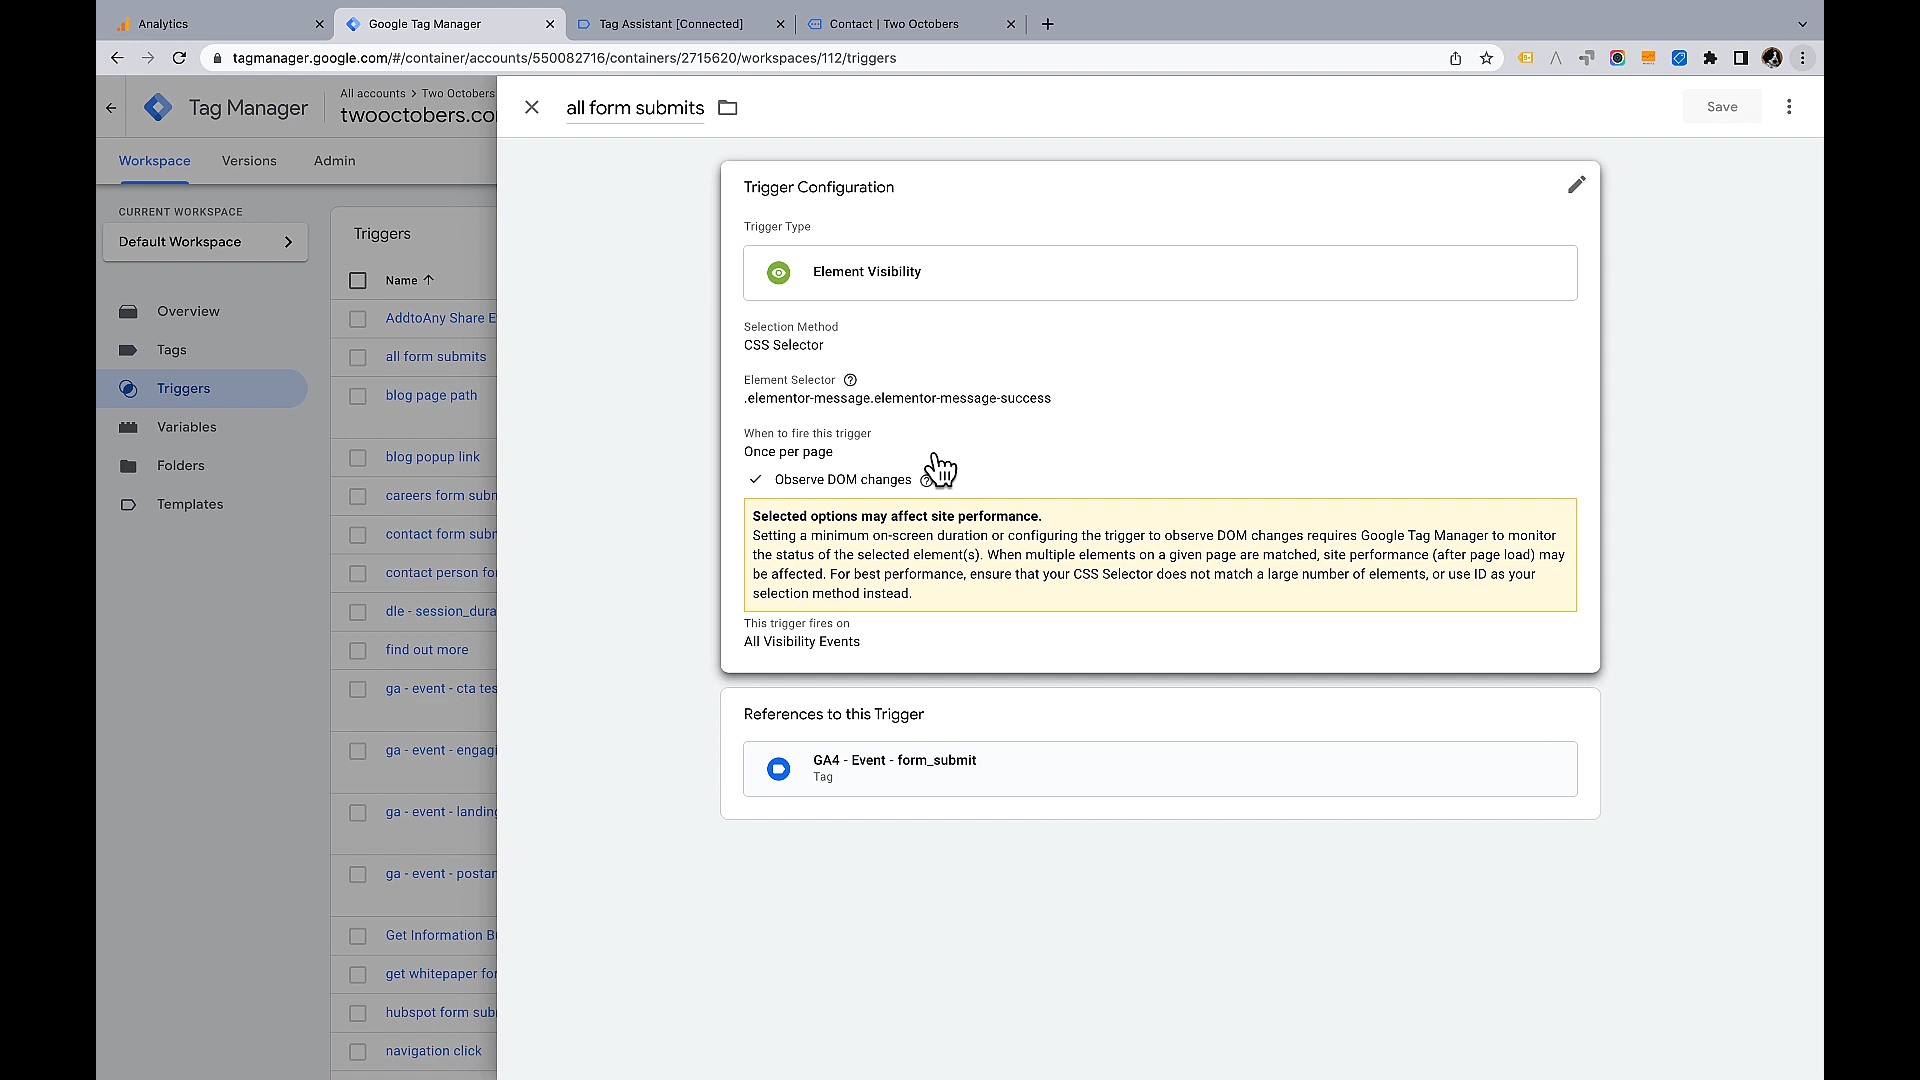 Analytics
Google Tag Manager
Tag Assistant [Connected]
Contact | Two Octobers
tagmanager.google.com/#/container/accounts/550082716/containers/2715620/workspaces/112/triggers
Tag Manager
All accounts > Two Octobers
twooctobers.co
all form submits
Save
Workspace
Versions
Admin
CURRENT WORKSPACE
Default Workspace
Overview
Tags
Triggers
Variables
Folders
Templates
Triggers
Name
AddtoAny Share E
all form submits
blog page path
blog popup link
careers form subm
contact form subm
contact person fo
dle - session_dura
find out more
ga - event - cta tes
ga - event - engagi
ga - event - landing
ga - event - postan
Get Information B
get whitepaper fo
hubspot form sub
navigation click
Trigger Configuration
Trigger Type
Element Visibility
Selection Method
CSS Selector
Element Selector
.elementor-message.elementor-message-success
When to fire this trigger
Once per page
Observe DOM changes
Selected options may affect site performance.
Setting a minimum on-screen duration or configuring the trigger to observe DOM changes requires Google Tag Manager to monitor
the status of the selected element(s). When multiple elements on a given page are matched, site performance (after page load) may
be affected. For best performance, ensure that your CSS Selector does not match a large number of elements, or use ID as your
selection method instead.
This trigger fires on
All Visibility Events
References to this Trigger
GA4 - Event - form_submit
Tag